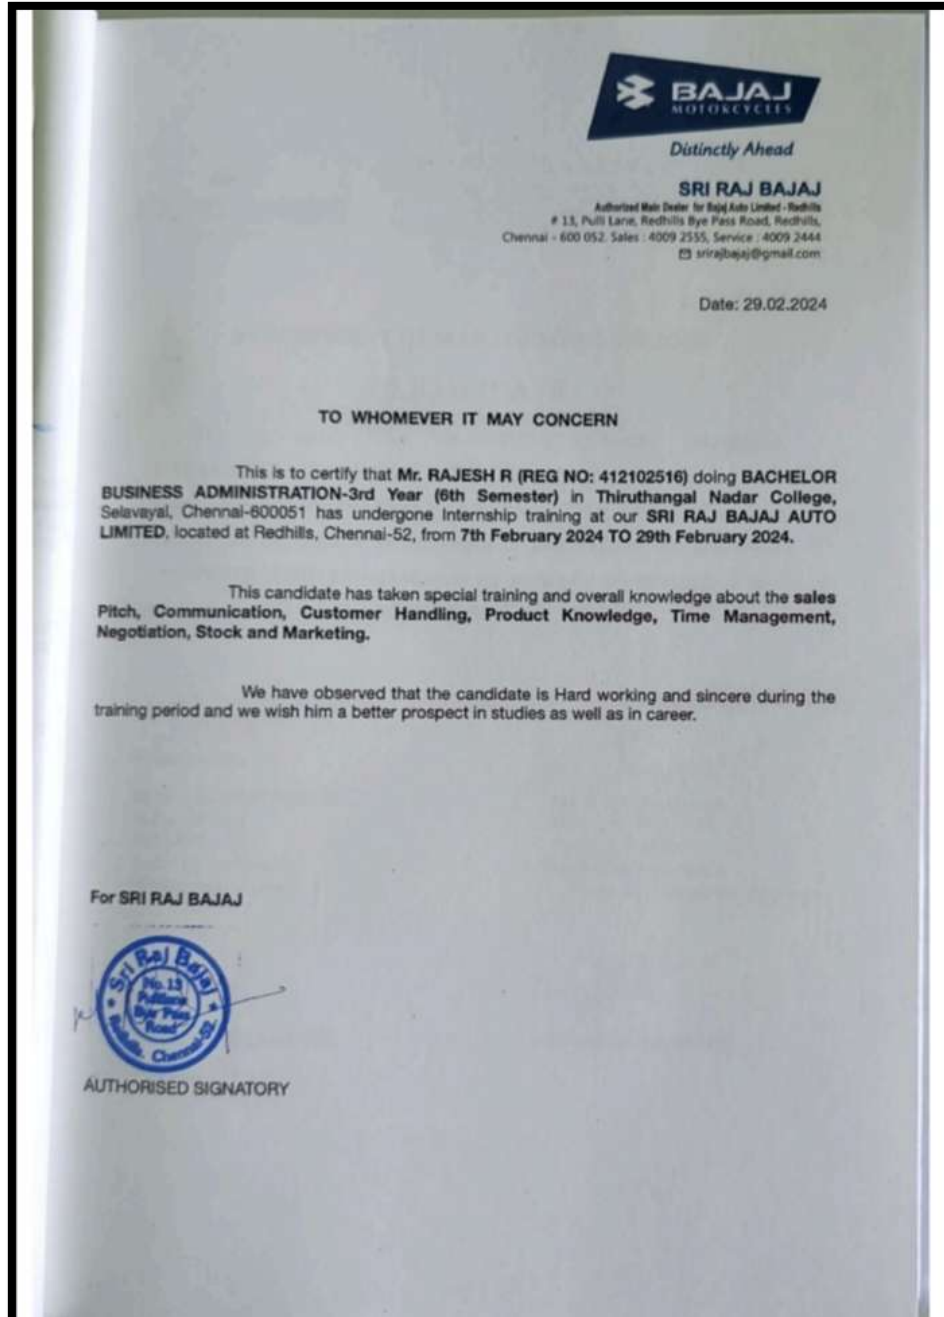 BAJAJ
MOTORCYCLES
Distinctly Ahead
SRI RAJ BAJAJ
Authorized Main Dealer for Bajaj Auto Limited - Redhills
# 13, Pulli Lane, Redhills Bye Pass Road, Redhills,
Chennai - 600 052. Sales : 4009 2555, Service : 4009 2444
srirajbajaj@gmail.com
Date: 29.02.2024
TO WHOMEVER IT MAY CONCERN
This is to certify that Mr. RAJESH R (REG NO: 412102516) doing BACHELOR
BUSINESS ADMINISTRATION-3rd Year (6th Semester) in Thiruthangal Nadar College,
Selavayal, Chennai-600051 has undergone Internship training at our SRI RAJ BAJAJ AUTO
LIMITED, located at Redhills, Chennai-52, from 7th February 2024 TO 29th February 2024.
This candidate has taken special training and overall knowledge about the sales
Pitch, Communication, Customer Handling, Product Knowledge, Time Management,
Negotiation, Stock and Marketing.
We have observed that the candidate is Hard working and sincere during the
training period and we wish him a better prospect in studies as well as in career.
For SRI RAJ BAJAJ
Sri Raj Bajaj
No. 13
Bye Pass
Road
Redhills, Chennai-52.
AUTHORISED SIGNATORY